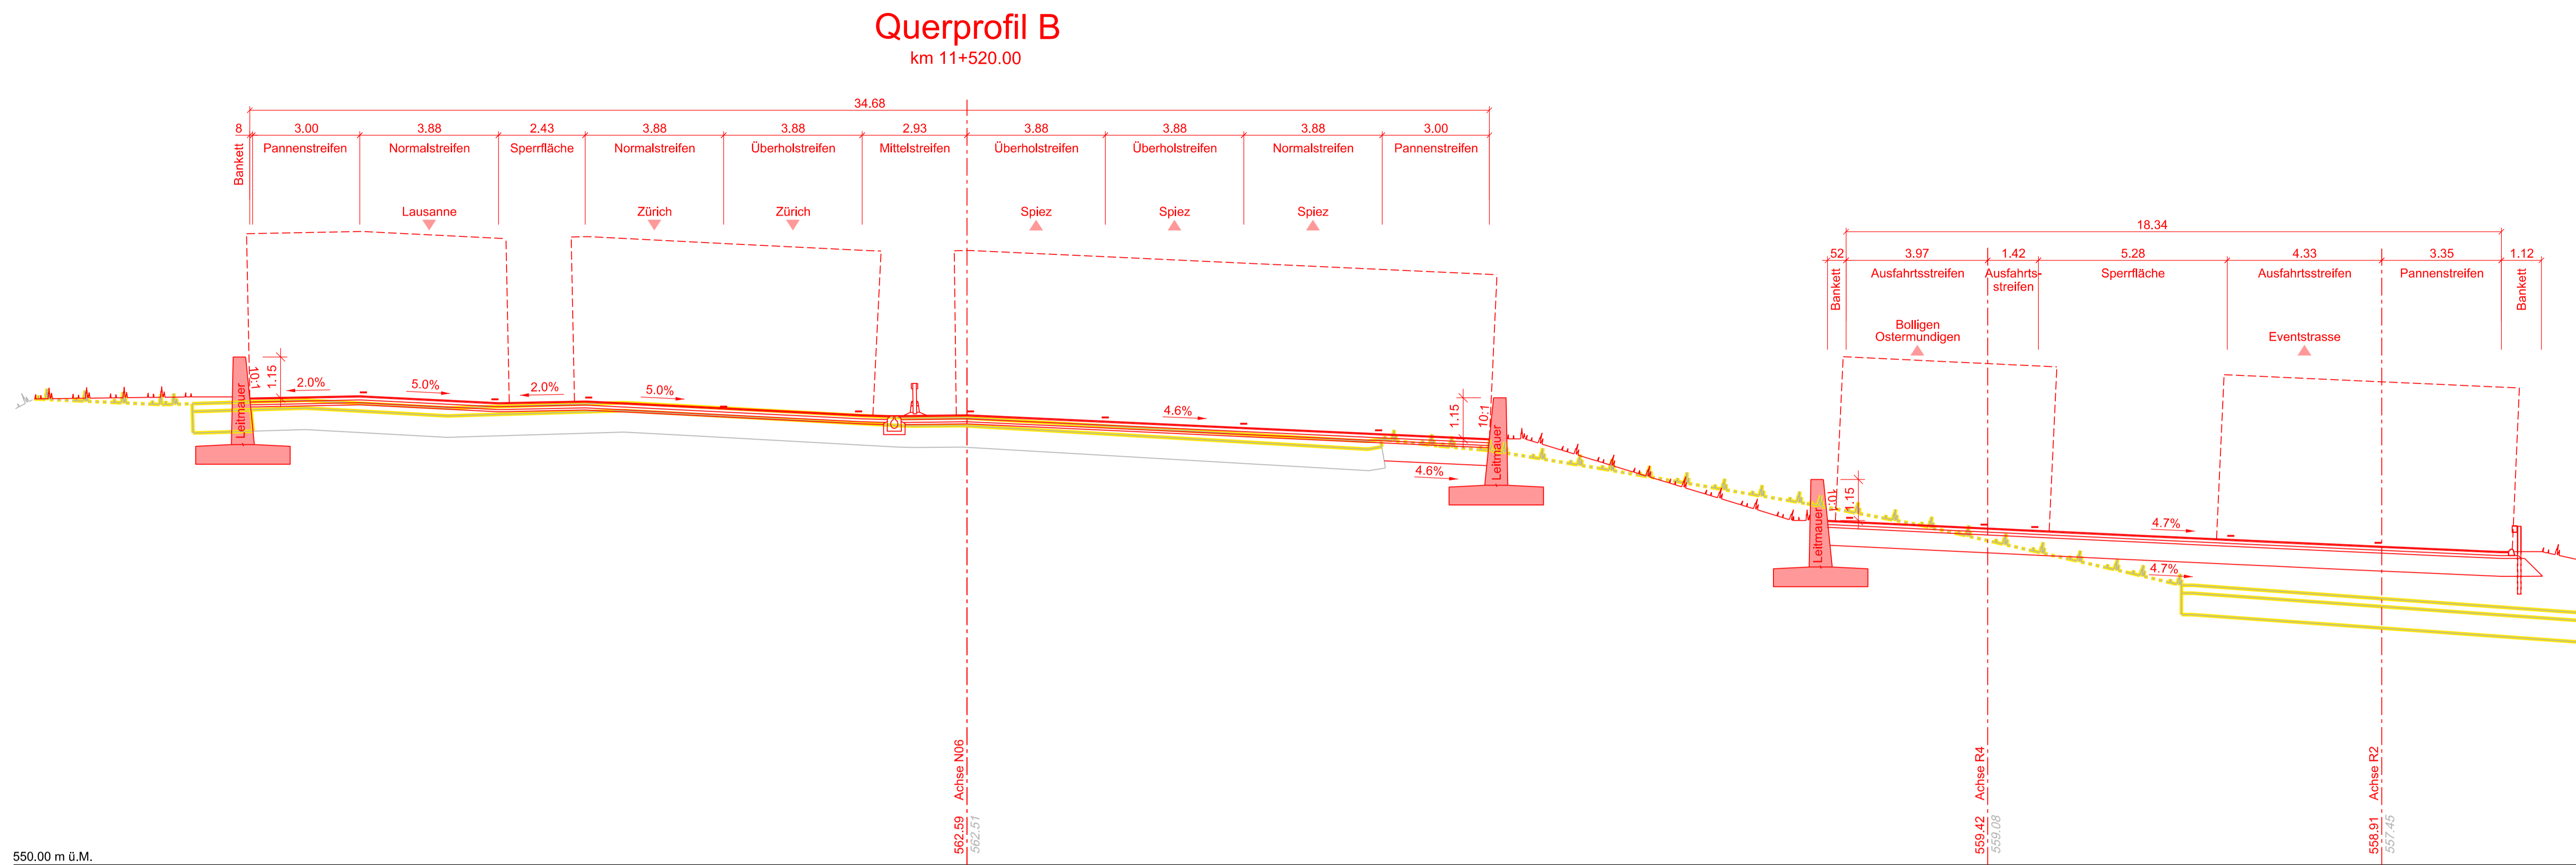 Querprofil B
km 11+520.00
34.68
8 3.00 3.88 2.43 3.88 3.88 2.93 3.88 3.88 3.88 3.00
Bankett Pannenstreifen Normalstreifen Sperrfläche Normalstreifen Überholstreifen Mittelstreifen Überholstreifen Überholstreifen Normalstreifen Pannenstreifen
Lausanne Zürich Zürich Spiez Spiez Spiez
18.34
52 3.97 1.42 5.28 4.33 3.35 1.12
Bankett Ausfahrtsstreifen Ausfahrts-
streifen
Sperrfläche Ausfahrtsstreifen Pannenstreifen Bankett
Bolligen
Ostermundigen
Eventstrasse
Leitmauer
10:1
1.15
2.0%
5.0%
2.0%
5.0%
4.6%
1.15
10:1
Leitmauer
4.6%
Leitmauer
10:1
1.15
4.7%
4.7%
Achse N06
562.59
562.51
Achse R4
559.42
559.08
Achse R2
558.91
557.45
550.00 m ü.M.